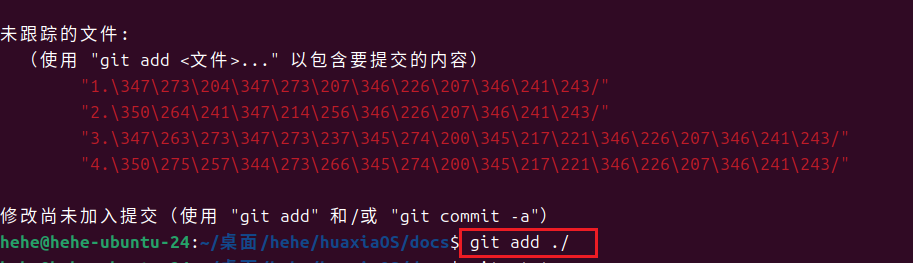 未跟踪的文件:
（使用 "git add <文件>..." 以包含要提交的内容）
"1.\347\273\204\347\273\207\346\226\207\346\241\243/"
"2.\350\264\241\347\214\256\346\226\207\346\241\243/"
"3.\347\263\273\347\273\237\345\274\200\345\217\221\346\226\207\346\241\243/"
"4.\350\275\257\344\273\266\345\274\200\345\217\221\346\226\207\346\241\243/"
修改尚未加入提交（使用 "git add" 和/或 "git commit -a"）
hehe@hehe-ubuntu-24:~/桌面/hehe/huaxiaOS/docs$ git add ./